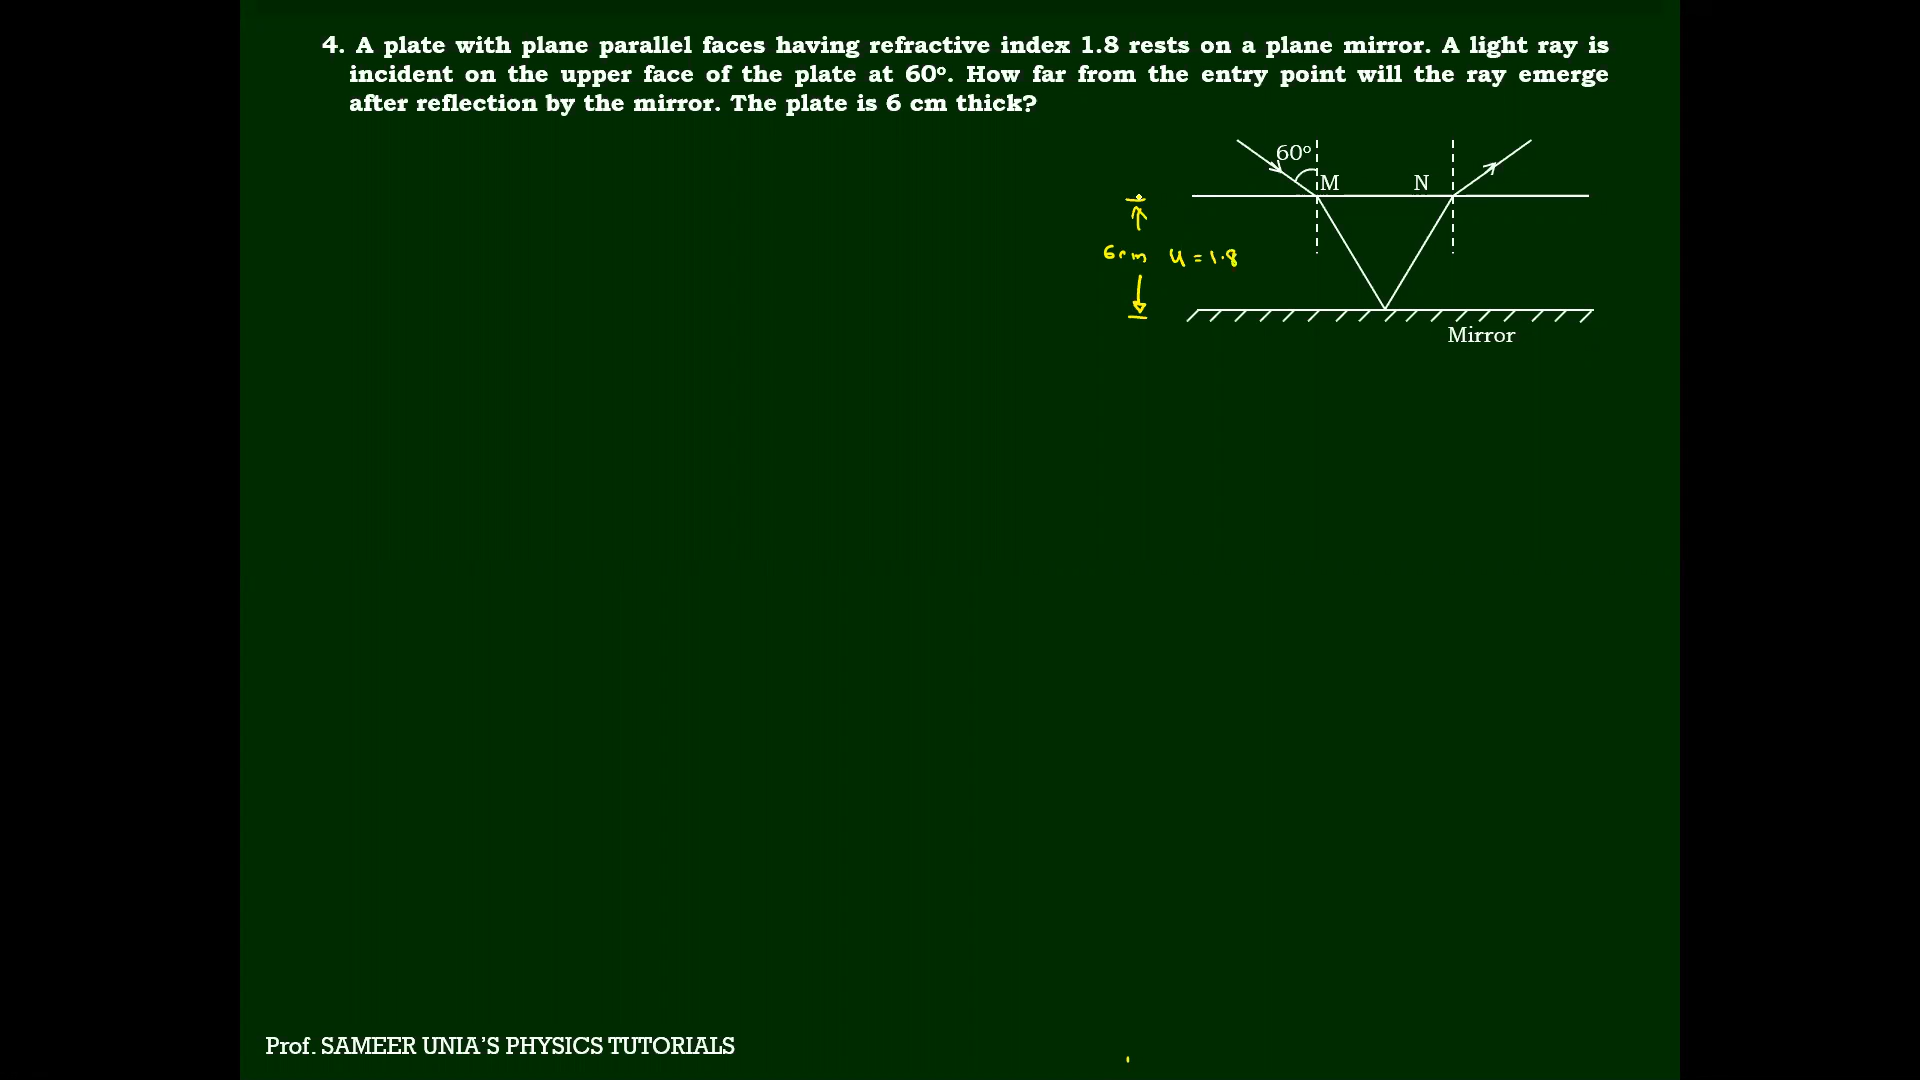 4. A plate with plane parallel faces having refractive index 1.8 rests on a plane mirror. A light ray is
incident on the upper face of the plate at 60°. How far from the entry point will the ray emerge
after reflection by the mirror. The plate is 6 cm thick?
60°
M
N
6cm
u = 1.8
Mirror
Prof. SAMEER UNIA'S PHYSICS TUTORIALS